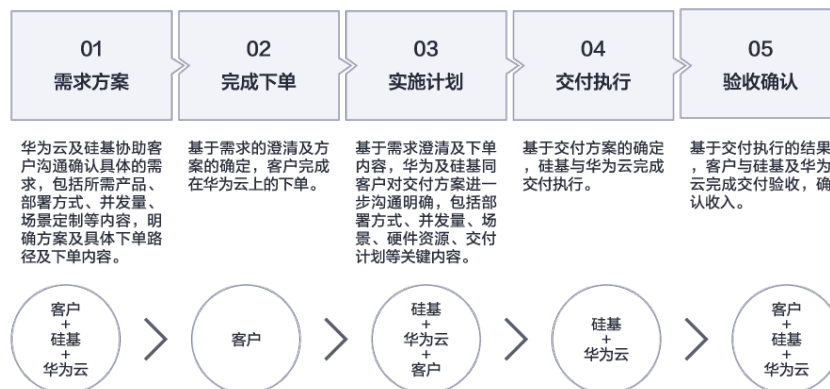 01
需求方案
02
完成下单
03
实施计划
04
交付执行
05
验收确认
华为云及硅基协助客
户沟通确认具体的需
求，包括所需产品、
部署方式、并发量、
场景定制等内容，明
确方案及具体下单路
径及下单内容。
基于需求的澄清及方
案的确定，客户完成
在华为云上的下单。
基于需求澄清及下单
内容，华为及硅基同
客户对交付方案进一
步沟通明确，包括部
署方式、并发量、场
景、硬件资源、交付
计划等关键内容。
基于交付方案的确定
，硅基与华为云完成
交付执行。
基于交付执行的结果
，客户与硅基及华为
云完成交付验收，确
认收入。
客户
+
硅基
+
华为云
客户
硅基
+
华为云
+
客户
硅基
+
华为云
客户
+
硅基
+
华为云